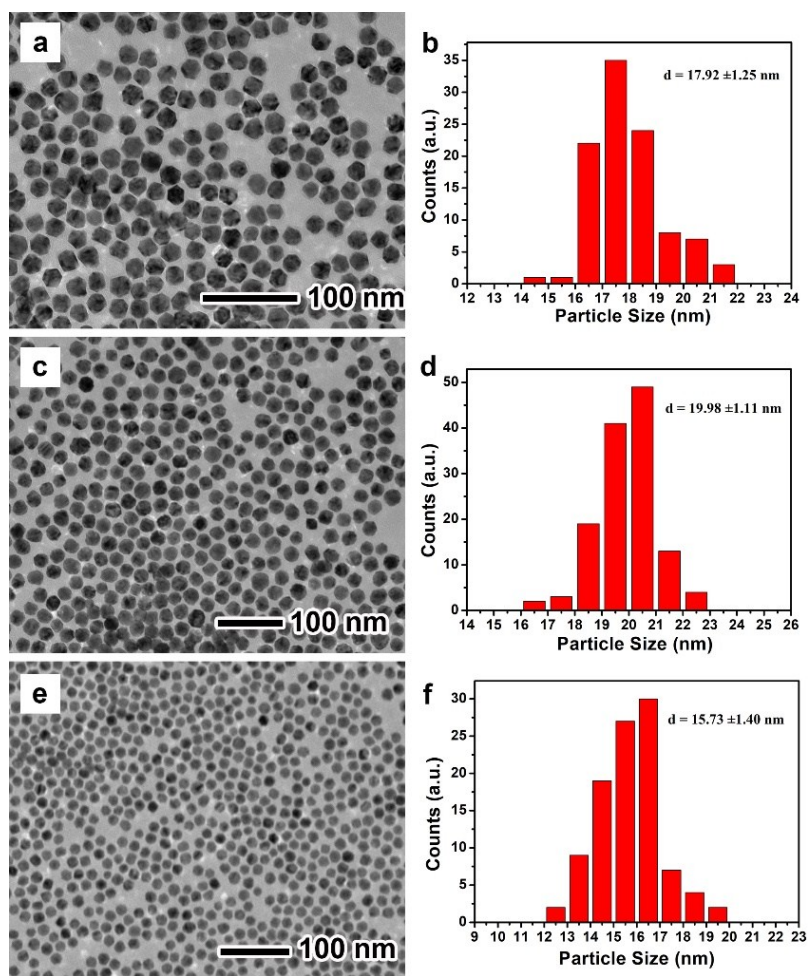 a
100 nm
b
d = 17.92 ±1.25 nm
Counts (a.u.)
35
30
25
20
15
10
5
0
12 13 14 15 16 17 18 19 20 21 22 23 24
Particle Size (nm)
c
100 nm
d
d = 19.98 ±1.11 nm
Counts (a.u.)
50
40
30
20
10
0
14 15 16 17 18 19 20 21 22 23 24 25 26
Particle Size (nm)
e
100 nm
f
d = 15.73 ±1.40 nm
Counts (a.u.)
30
25
20
15
10
5
0
9 10 11 12 13 14 15 16 17 18 19 20 21 22 23
Particle Size (nm)